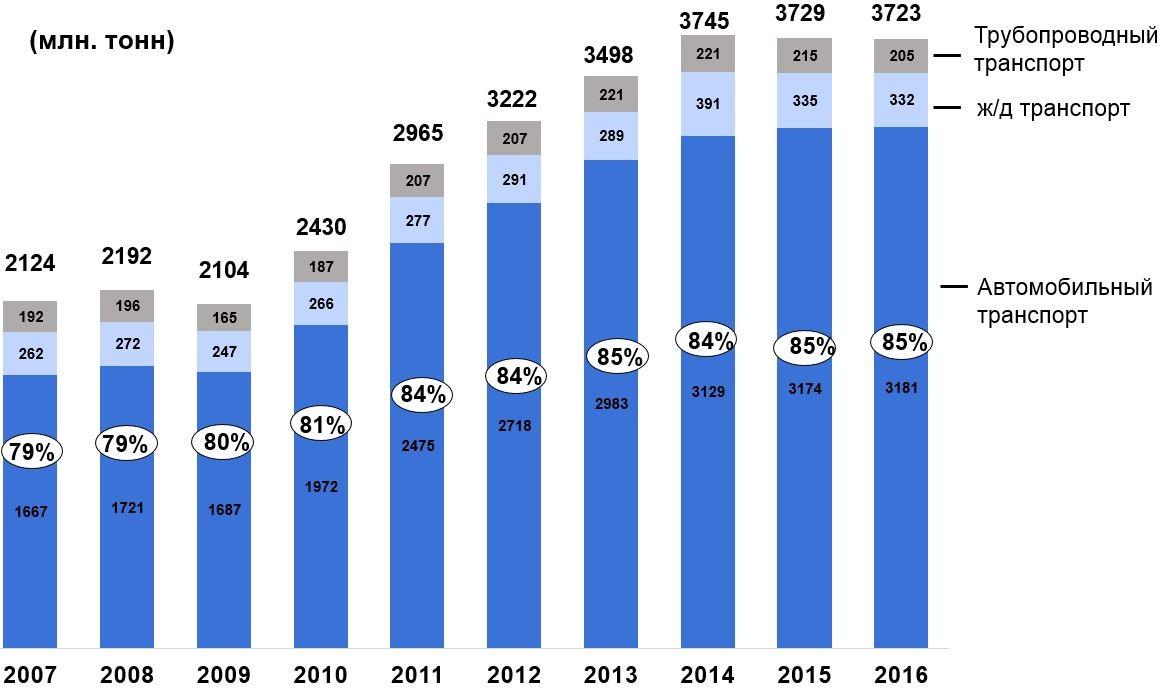 (млн. тонн)
2124 2192 2104 2430 2965 3222 3498 3745 3729 3723
192 196 165 187 207 207 221 221 215 205
262 272 247 266 277 291 289 391 335 332
79% 79% 80% 81% 84% 84% 85% 84% 85% 85%
1667 1721 1687 1972 2475 2718 2983 3129 3174 3181
2007 2008 2009 2010 2011 2012 2013 2014 2015 2016
Трубопроводный
транспорт
ж/д транспорт
Автомобильный
транспорт